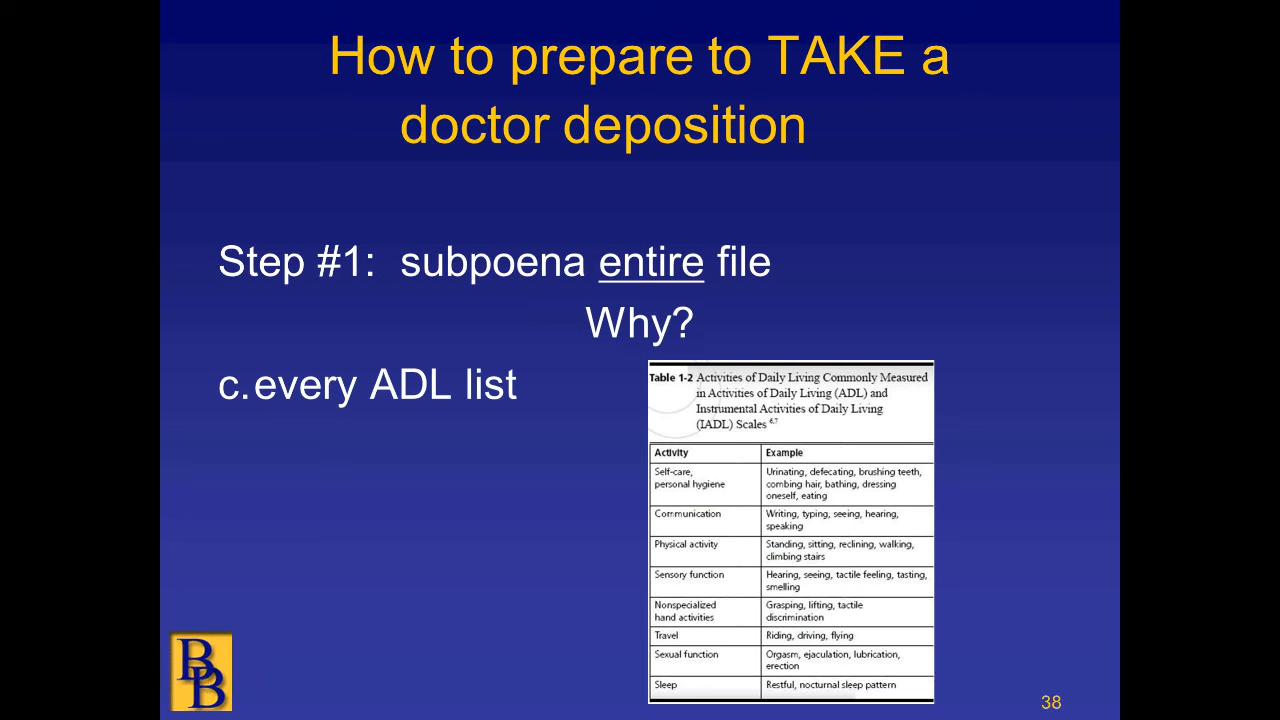 How to prepare to TAKE a
doctor deposition
Step #1: subpoena entire file
Why?
c. every ADL list
Table 1-2 Activities of Daily Living Commonly Measured
in Activities of Daily Living (ADL) and
Instrumental Activities of Daily Living
(IADL) Scales 6,7
Activity Example
Self-care, Urinating, defecating, brushing teeth,
personal hygiene combing hair, bathing, dressing
oneself, eating
Communication Writing, typing, seeing, hearing,
speaking
Physical activity Standing, sitting, reclining, walking,
climbing stairs
Sensory function Hearing, seeing, tactile feeling, tasting,
smelling
Nonspecialized Grasping, lifting, tactile
hand activities discrimination
Travel Riding, driving, flying
Sexual function Orgasm, ejaculation, lubrication,
erection
Sleep Restful, nocturnal sleep pattern
BBB
38